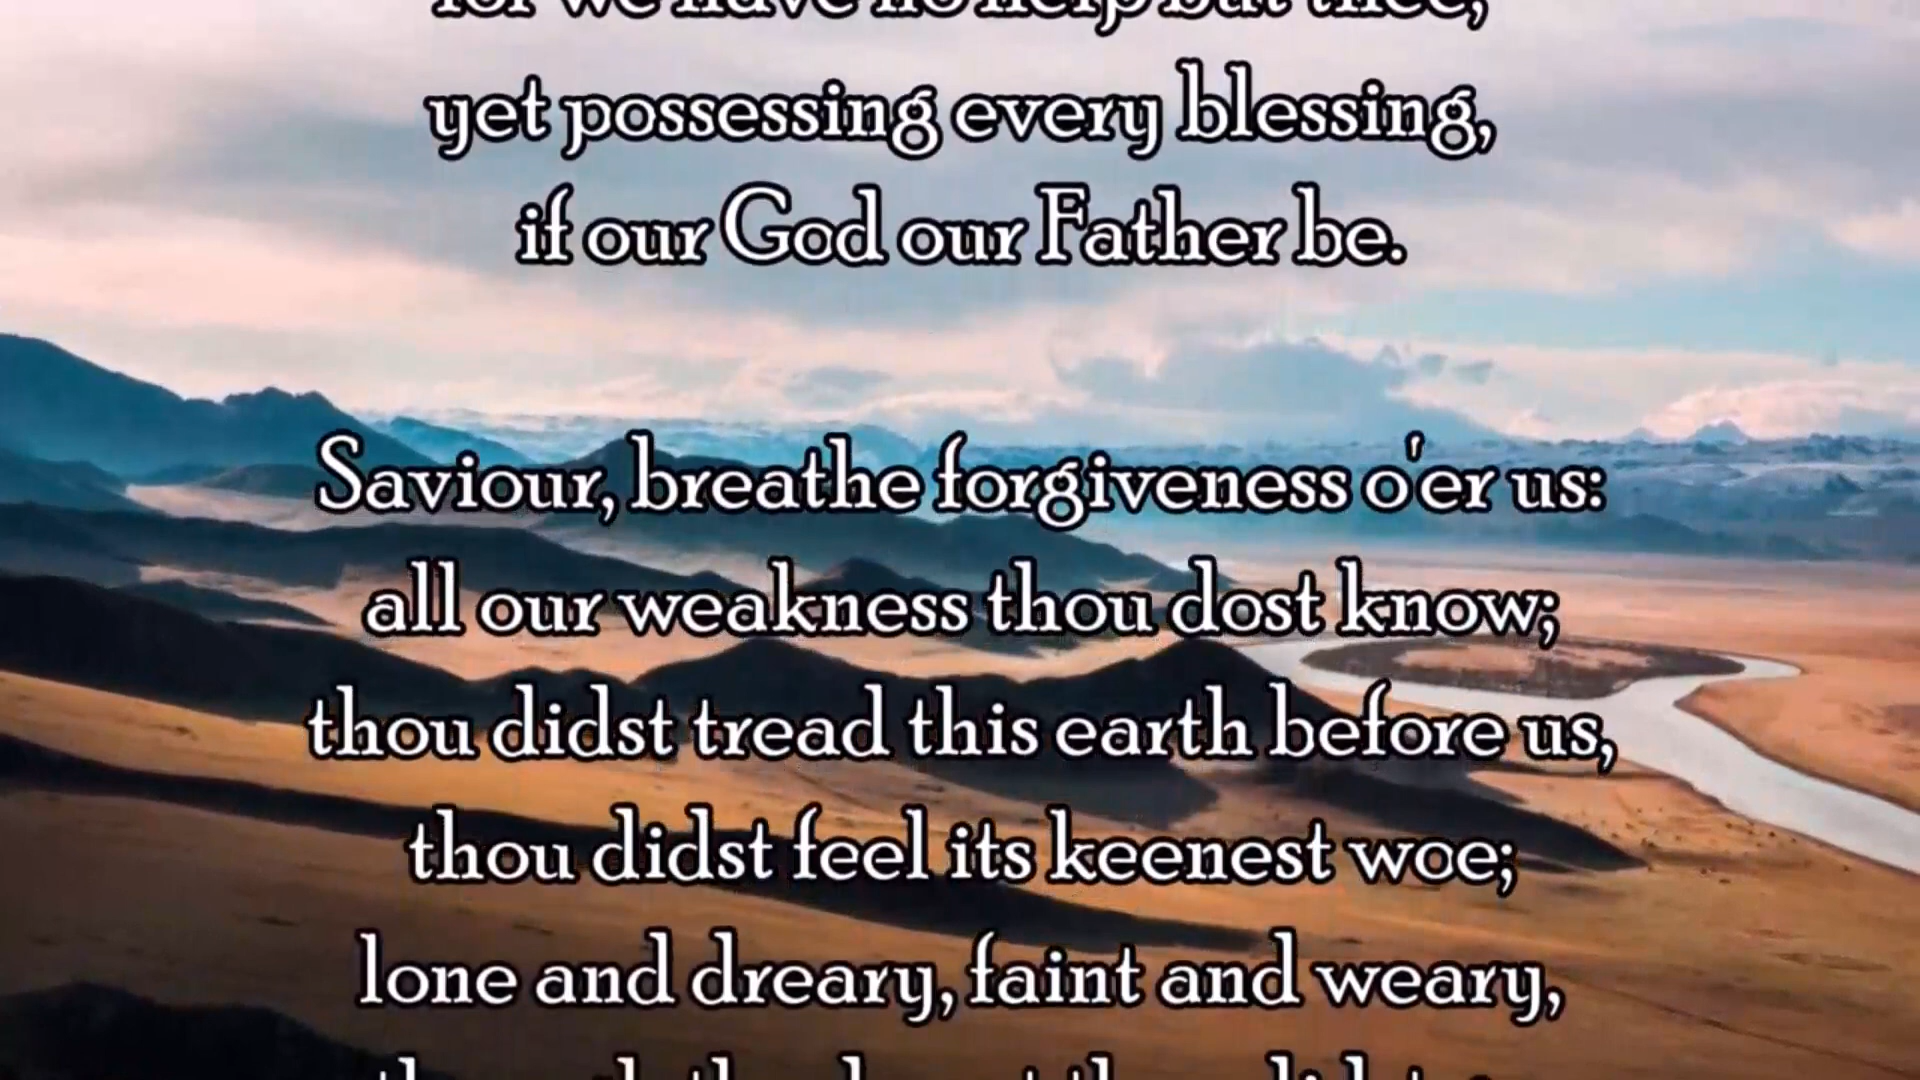 for we have no help but thee,
yet possessing every blessing,
if our God our Father be.
Saviour, breathe forgiveness o'er us:
all our weakness thou dost know;
thou didst tread this earth before us,
thou didst feel its keenest woe;
lone and dreary, faint and weary,